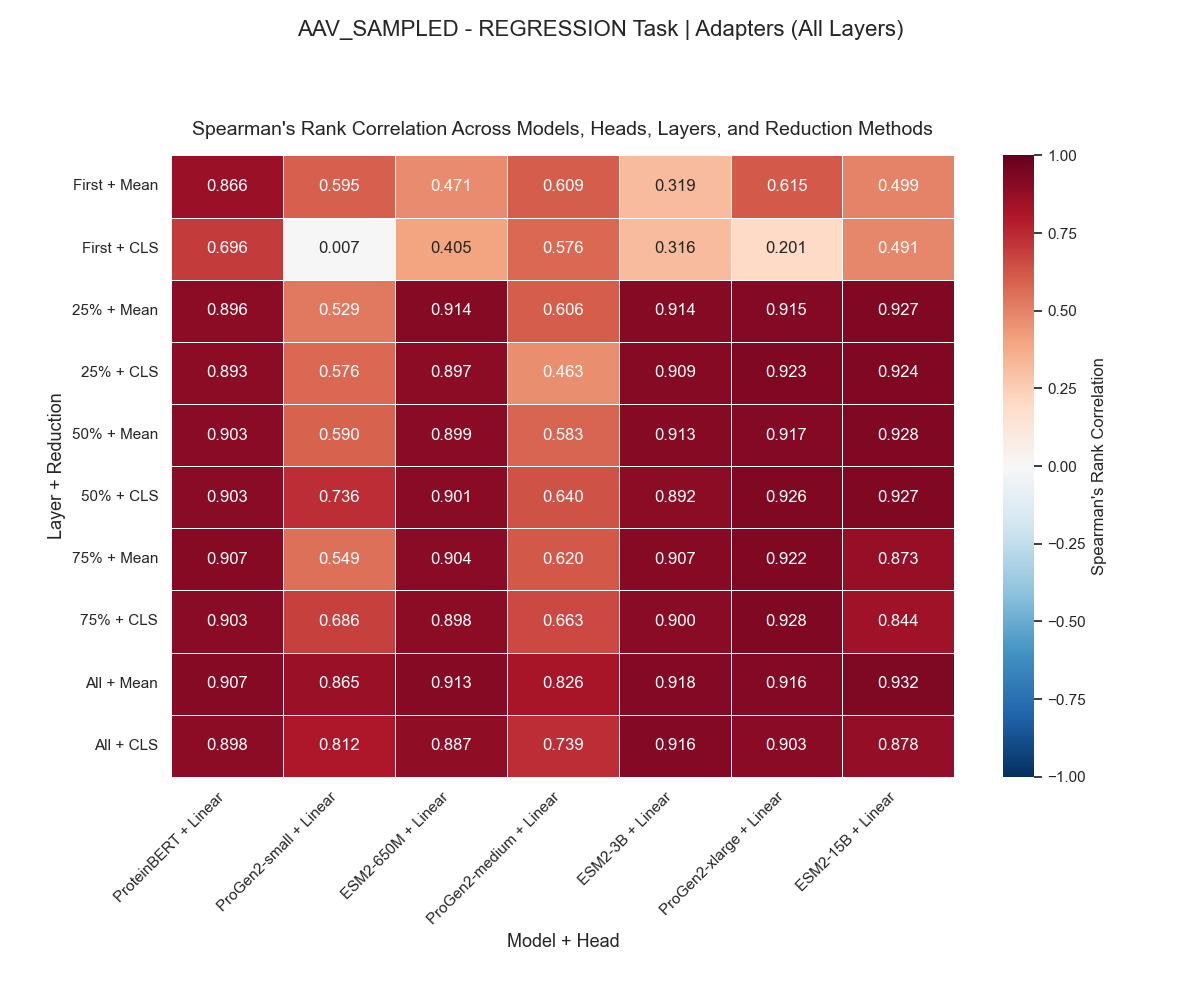 AAV_SAMPLED - REGRESSION Task | Adapters (All Layers)
Spearman's Rank Correlation Across Models, Heads, Layers, and Reduction Methods
Layer + Reduction
First + Mean 0.866 0.595 0.471 0.609 0.319 0.615 0.499
First + CLS 0.696 0.007 0.405 0.576 0.316 0.201 0.491
25% + Mean 0.896 0.529 0.914 0.606 0.914 0.915 0.927
25% + CLS 0.893 0.576 0.897 0.463 0.909 0.923 0.924
50% + Mean 0.903 0.590 0.899 0.583 0.913 0.917 0.928
50% + CLS 0.903 0.736 0.901 0.640 0.892 0.926 0.927
75% + Mean 0.907 0.549 0.904 0.620 0.907 0.922 0.873
75% + CLS 0.903 0.686 0.898 0.663 0.900 0.928 0.844
All + Mean 0.907 0.865 0.913 0.826 0.918 0.916 0.932
All + CLS 0.898 0.812 0.887 0.739 0.916 0.903 0.878
ProteinBERT + Linear
ProGen2-small + Linear
ESM2-650M + Linear
ProGen2-medium + Linear
ESM2-3B + Linear
ProGen2-xlarge + Linear
ESM2-15B + Linear
Model + Head
1.00
0.75
0.50
0.25
0.00
−0.25
−0.50
−0.75
−1.00
Spearman's Rank Correlation